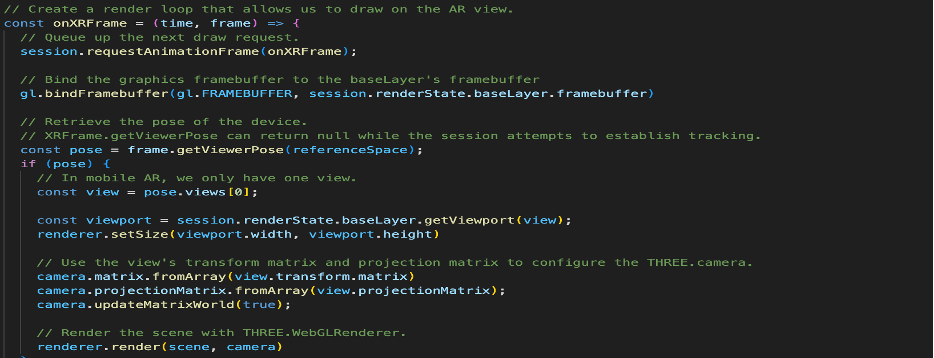 // Create a render loop that allows us to draw on the AR view.
const onXRFrame = (time, frame) => {
// Queue up the next draw request.
session.requestAnimationFrame(onXRFrame);
// Bind the graphics framebuffer to the baseLayer's framebuffer
gl.bindFramebuffer(gl.FRAMEBUFFER, session.renderState.baseLayer.framebuffer)
// Retrieve the pose of the device.
// XRFrame.getViewerPose can return null while the session attempts to establish tracking.
const pose = frame.getViewerPose(referenceSpace);
if (pose) {
// In mobile AR, we only have one view.
const view = pose.views[0];
const viewport = session.renderState.baseLayer.getViewport(view);
renderer.setSize(viewport.width, viewport.height)
// Use the view's transform matrix and projection matrix to configure the THREE.camera.
camera.matrix.fromArray(view.transform.matrix)
camera.projectionMatrix.fromArray(view.projectionMatrix);
camera.updateMatrixWorld(true);
// Render the scene with THREE.WebGLRenderer.
renderer.render(scene, camera)